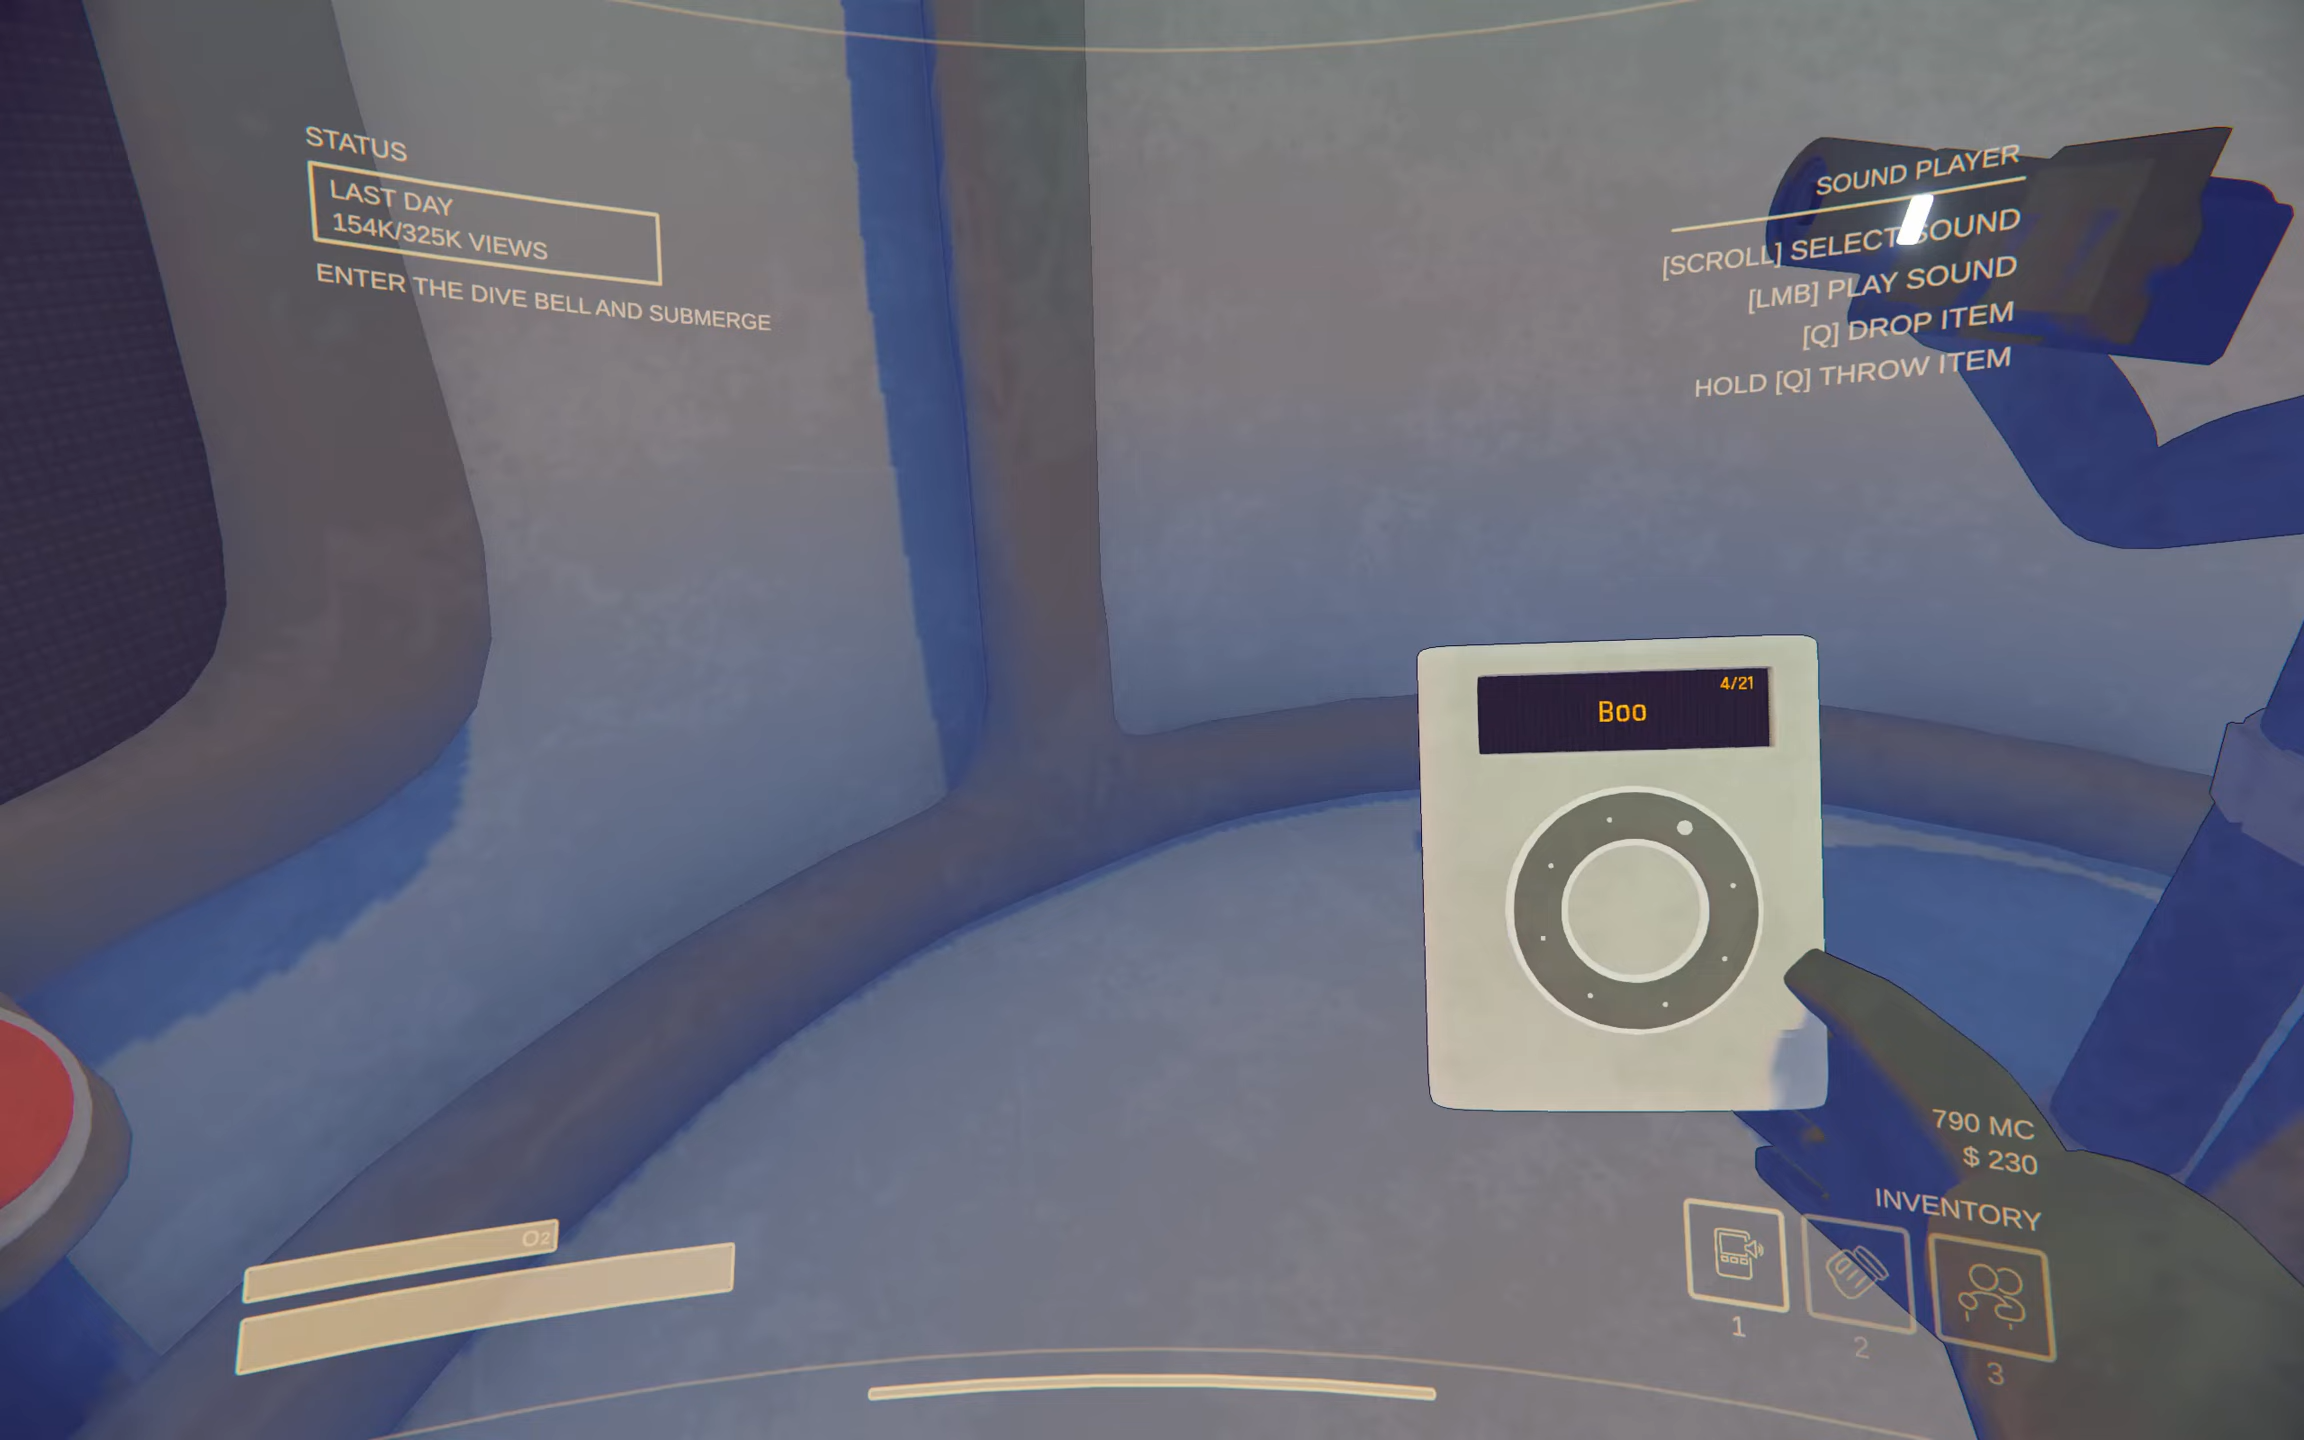 STATUS
LAST DAY
154K/325K VIEWS
ENTER THE DIVE BELL AND SUBMERGE
SOUND PLAYER
[SCROLL] SELECT SOUND
[LMB] PLAY SOUND
[Q] DROP ITEM
HOLD [Q] THROW ITEM
4/21
Boo
790 MC
$ 230
INVENTORY
1
2
3
O2